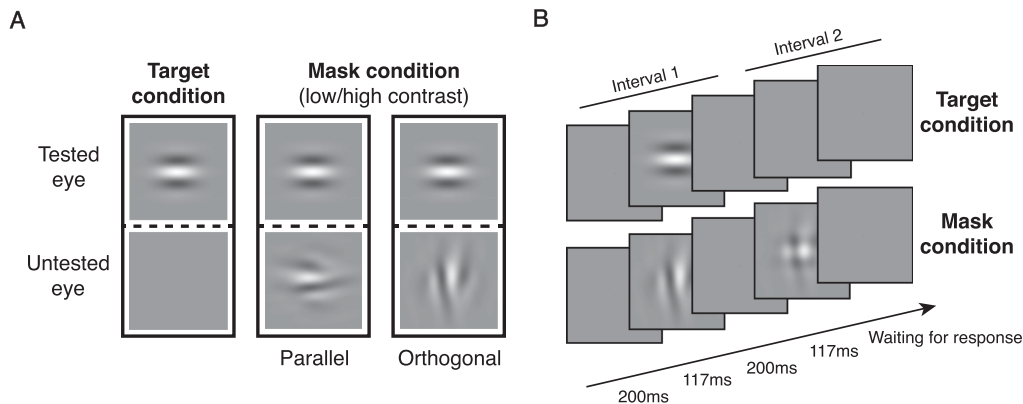 A
Target
condition
Mask condition
(low/high contrast)
Tested
eye
Untested
eye
Parallel
Orthogonal
B
Interval 1
Interval 2
Target
condition
Mask
condition
200ms
117ms
200ms
117ms
Waiting for response